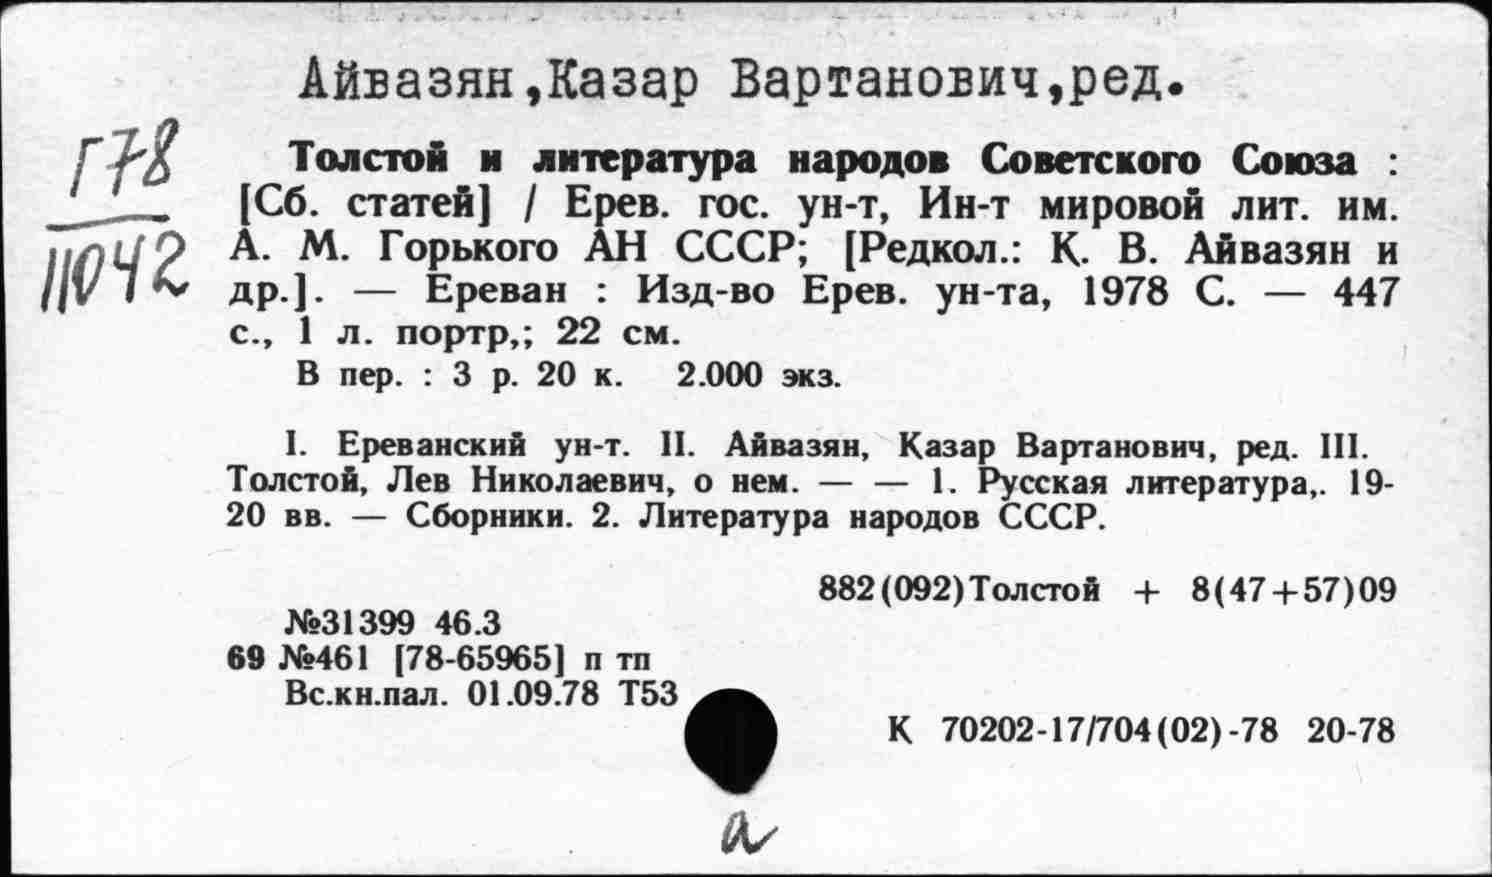 Айвазян,Казар Вартанович,ред.
Г78
11042
Толстой и литература народов Советского Союза :
[Сб. статей] / Ерев. гос. ун-т, Ин-т мировой лит. им.
А. М. Горького АН СССР; [Редкол.: К. В. Айвазян и
др.]. — Ереван : Изд-во Ерев. ун-та, 1978 С. — 447
с., 1 л. портр,; 22 см.
В пер. : 3 р. 20 к. 2.000 экз.
I. Ереванский ун-т. II. Айвазян, Казар Вартанович, ред. III.
Толстой, Лев Николаевич, о нем. — — 1. Русская литература,. 19-
20 вв. — Сборники. 2. Литература народов СССР.
882(092)Толстой + 8(47+57)09
№31399 46.3
69 №461 [78-65965] п тп
Вс.кн.пал. 01.09.78 Т53
К 70202-17/704(02)-78 20-78
а